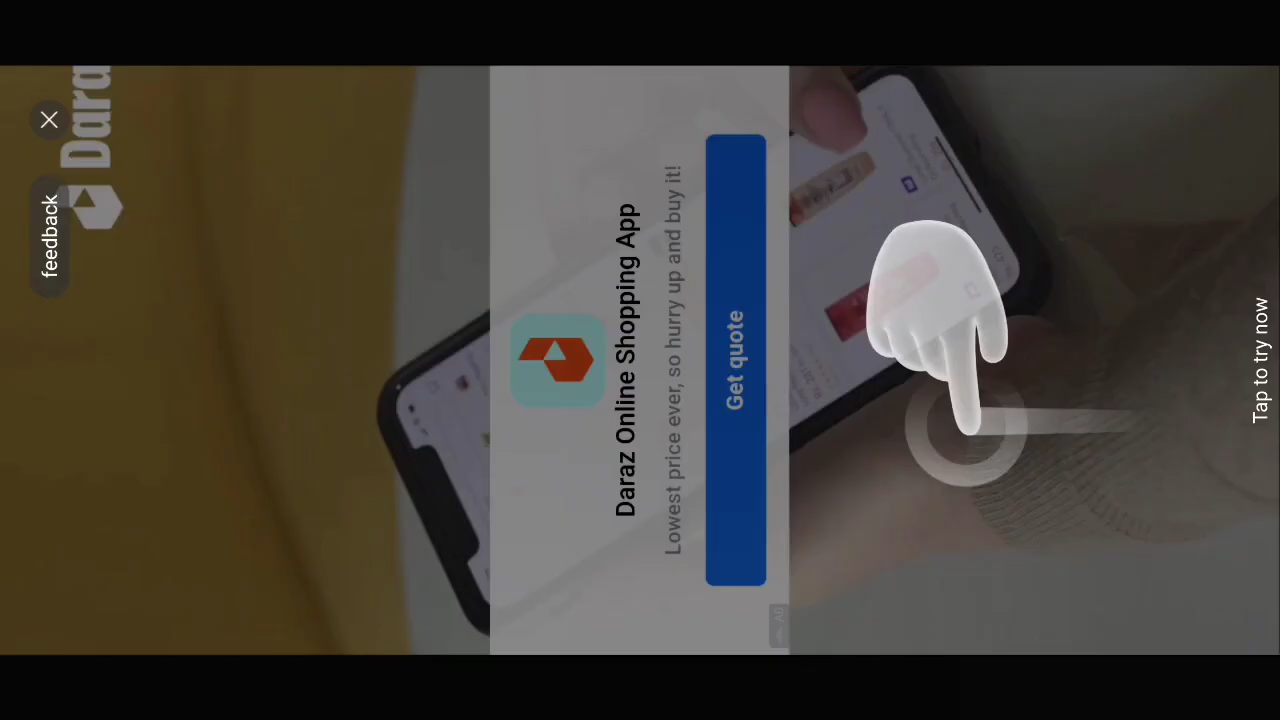 Dara
feedback
Daraz Online Shopping App
Lowest price ever, so hurry up and buy it!
Get quote
AD
Tap to try now